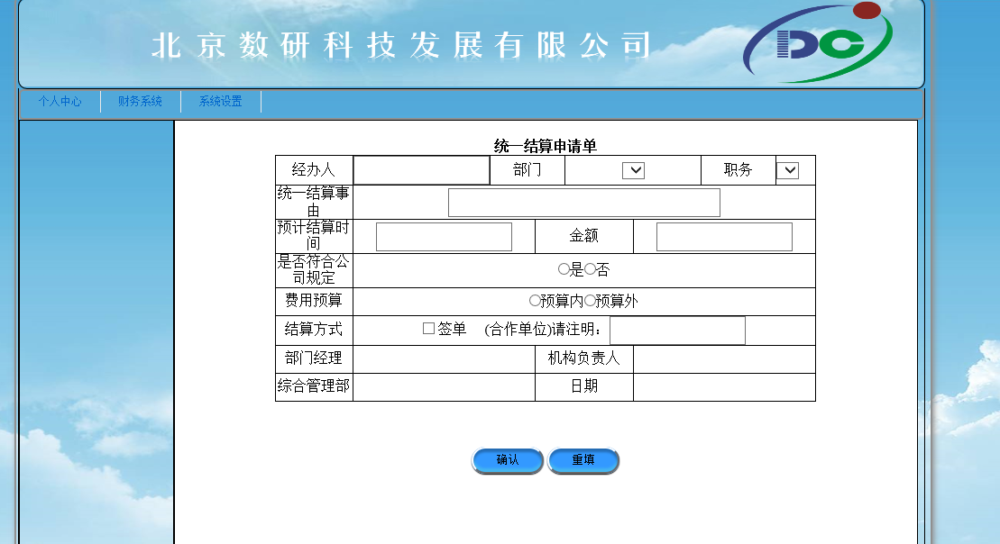 北京数研科技发展有限公司
DC
个人中心 财务系统 系统设置
统一结算申请单
经办人 部门 职务
统一结算事
由
预计结算时
间 金额
是否符合公
司规定 是 否
费用预算 预算内 预算外
结算方式 签单 (合作单位)请注明：
部门经理 机构负责人
综合管理部 日期
确认 重填